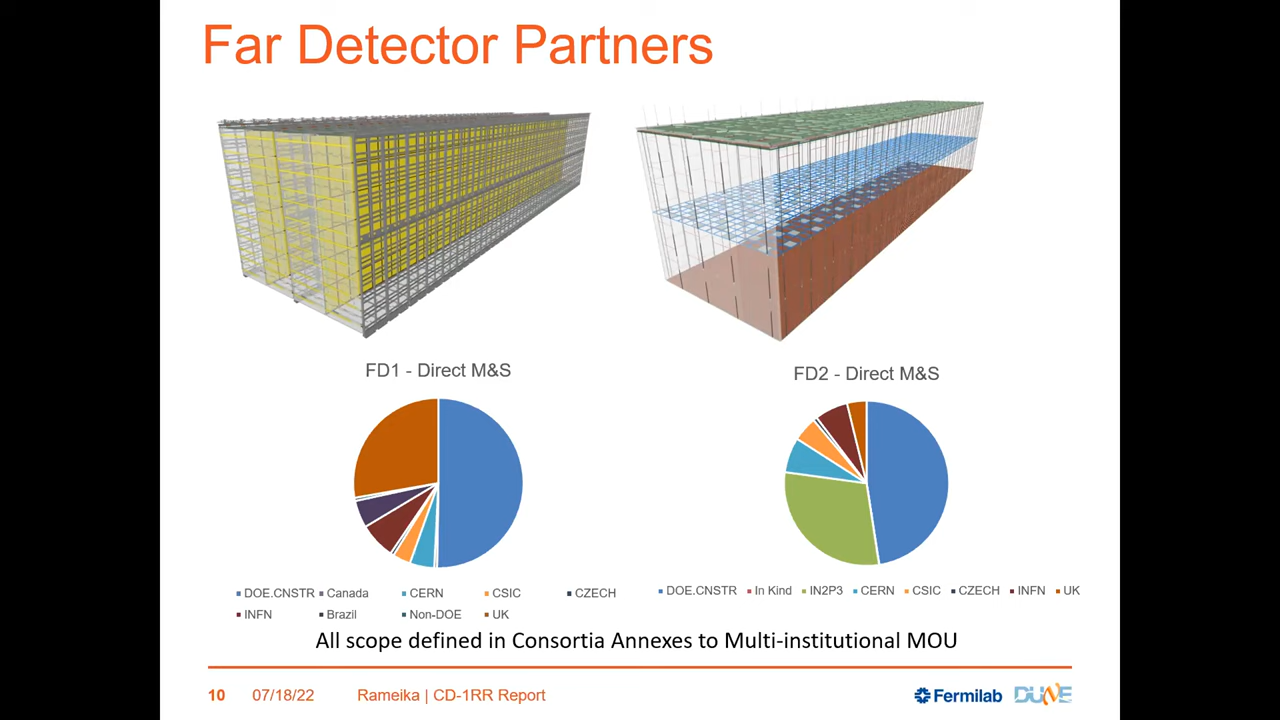 Far Detector Partners
FD1 - Direct M&S
FD2 - Direct M&S
DOE.CNSTR Canada CERN CSIC CZECH
INFN Brazil Non-DOE UK
DOE.CNSTR In Kind IN2P3 CERN CSIC CZECH INFN UK
All scope defined in Consortia Annexes to Multi-institutional MOU
10 07/18/22 Rameika | CD-1RR Report Fermilab DUNE